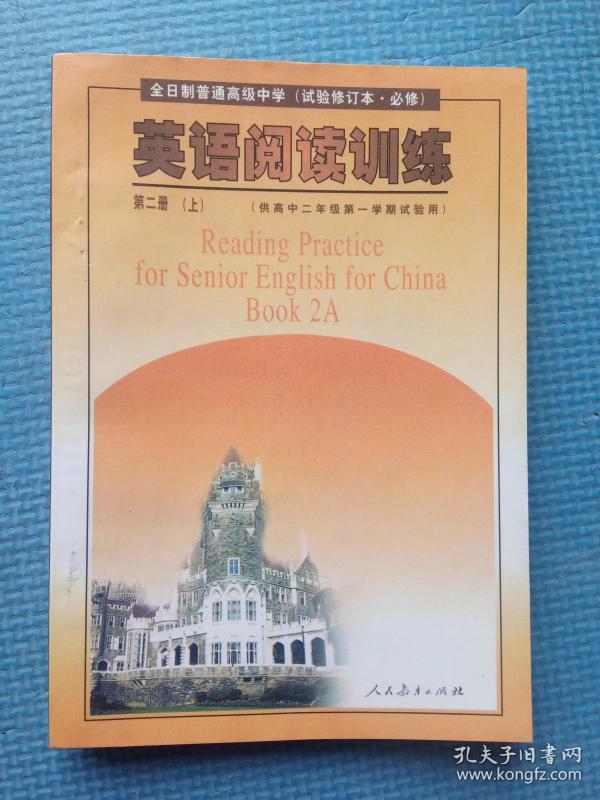 全日制普通高级中学(试验修订本·必修)
英语阅读训练
第二册 (上) (供高中二年级第一学期试验用)
Reading Practice
for Senior English for China
Book 2A
人民教育出版社
孔夫子旧书网
www.kongfz.com